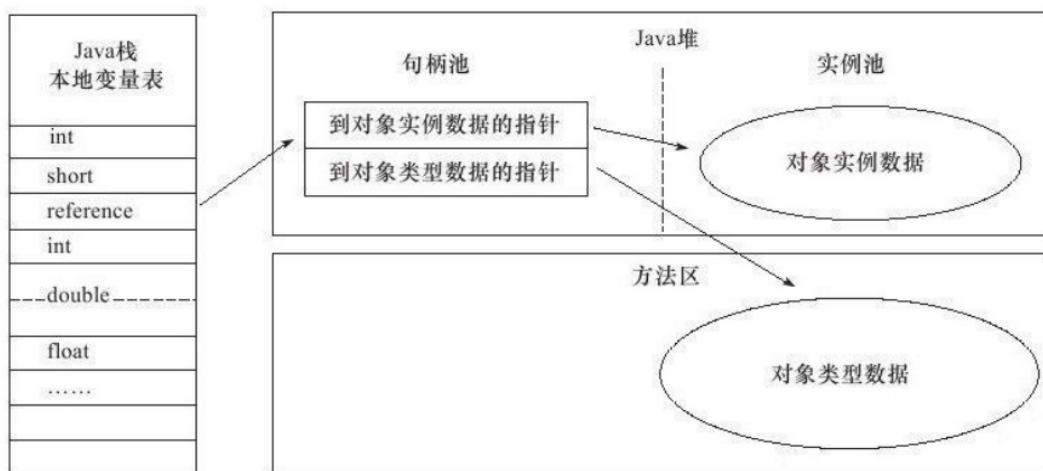 Java栈
本地变量表
int
short
reference
int
double
float
……
Java堆
句柄池
实例池
到对象实例数据的指针
到对象类型数据的指针
对象实例数据
方法区
对象类型数据